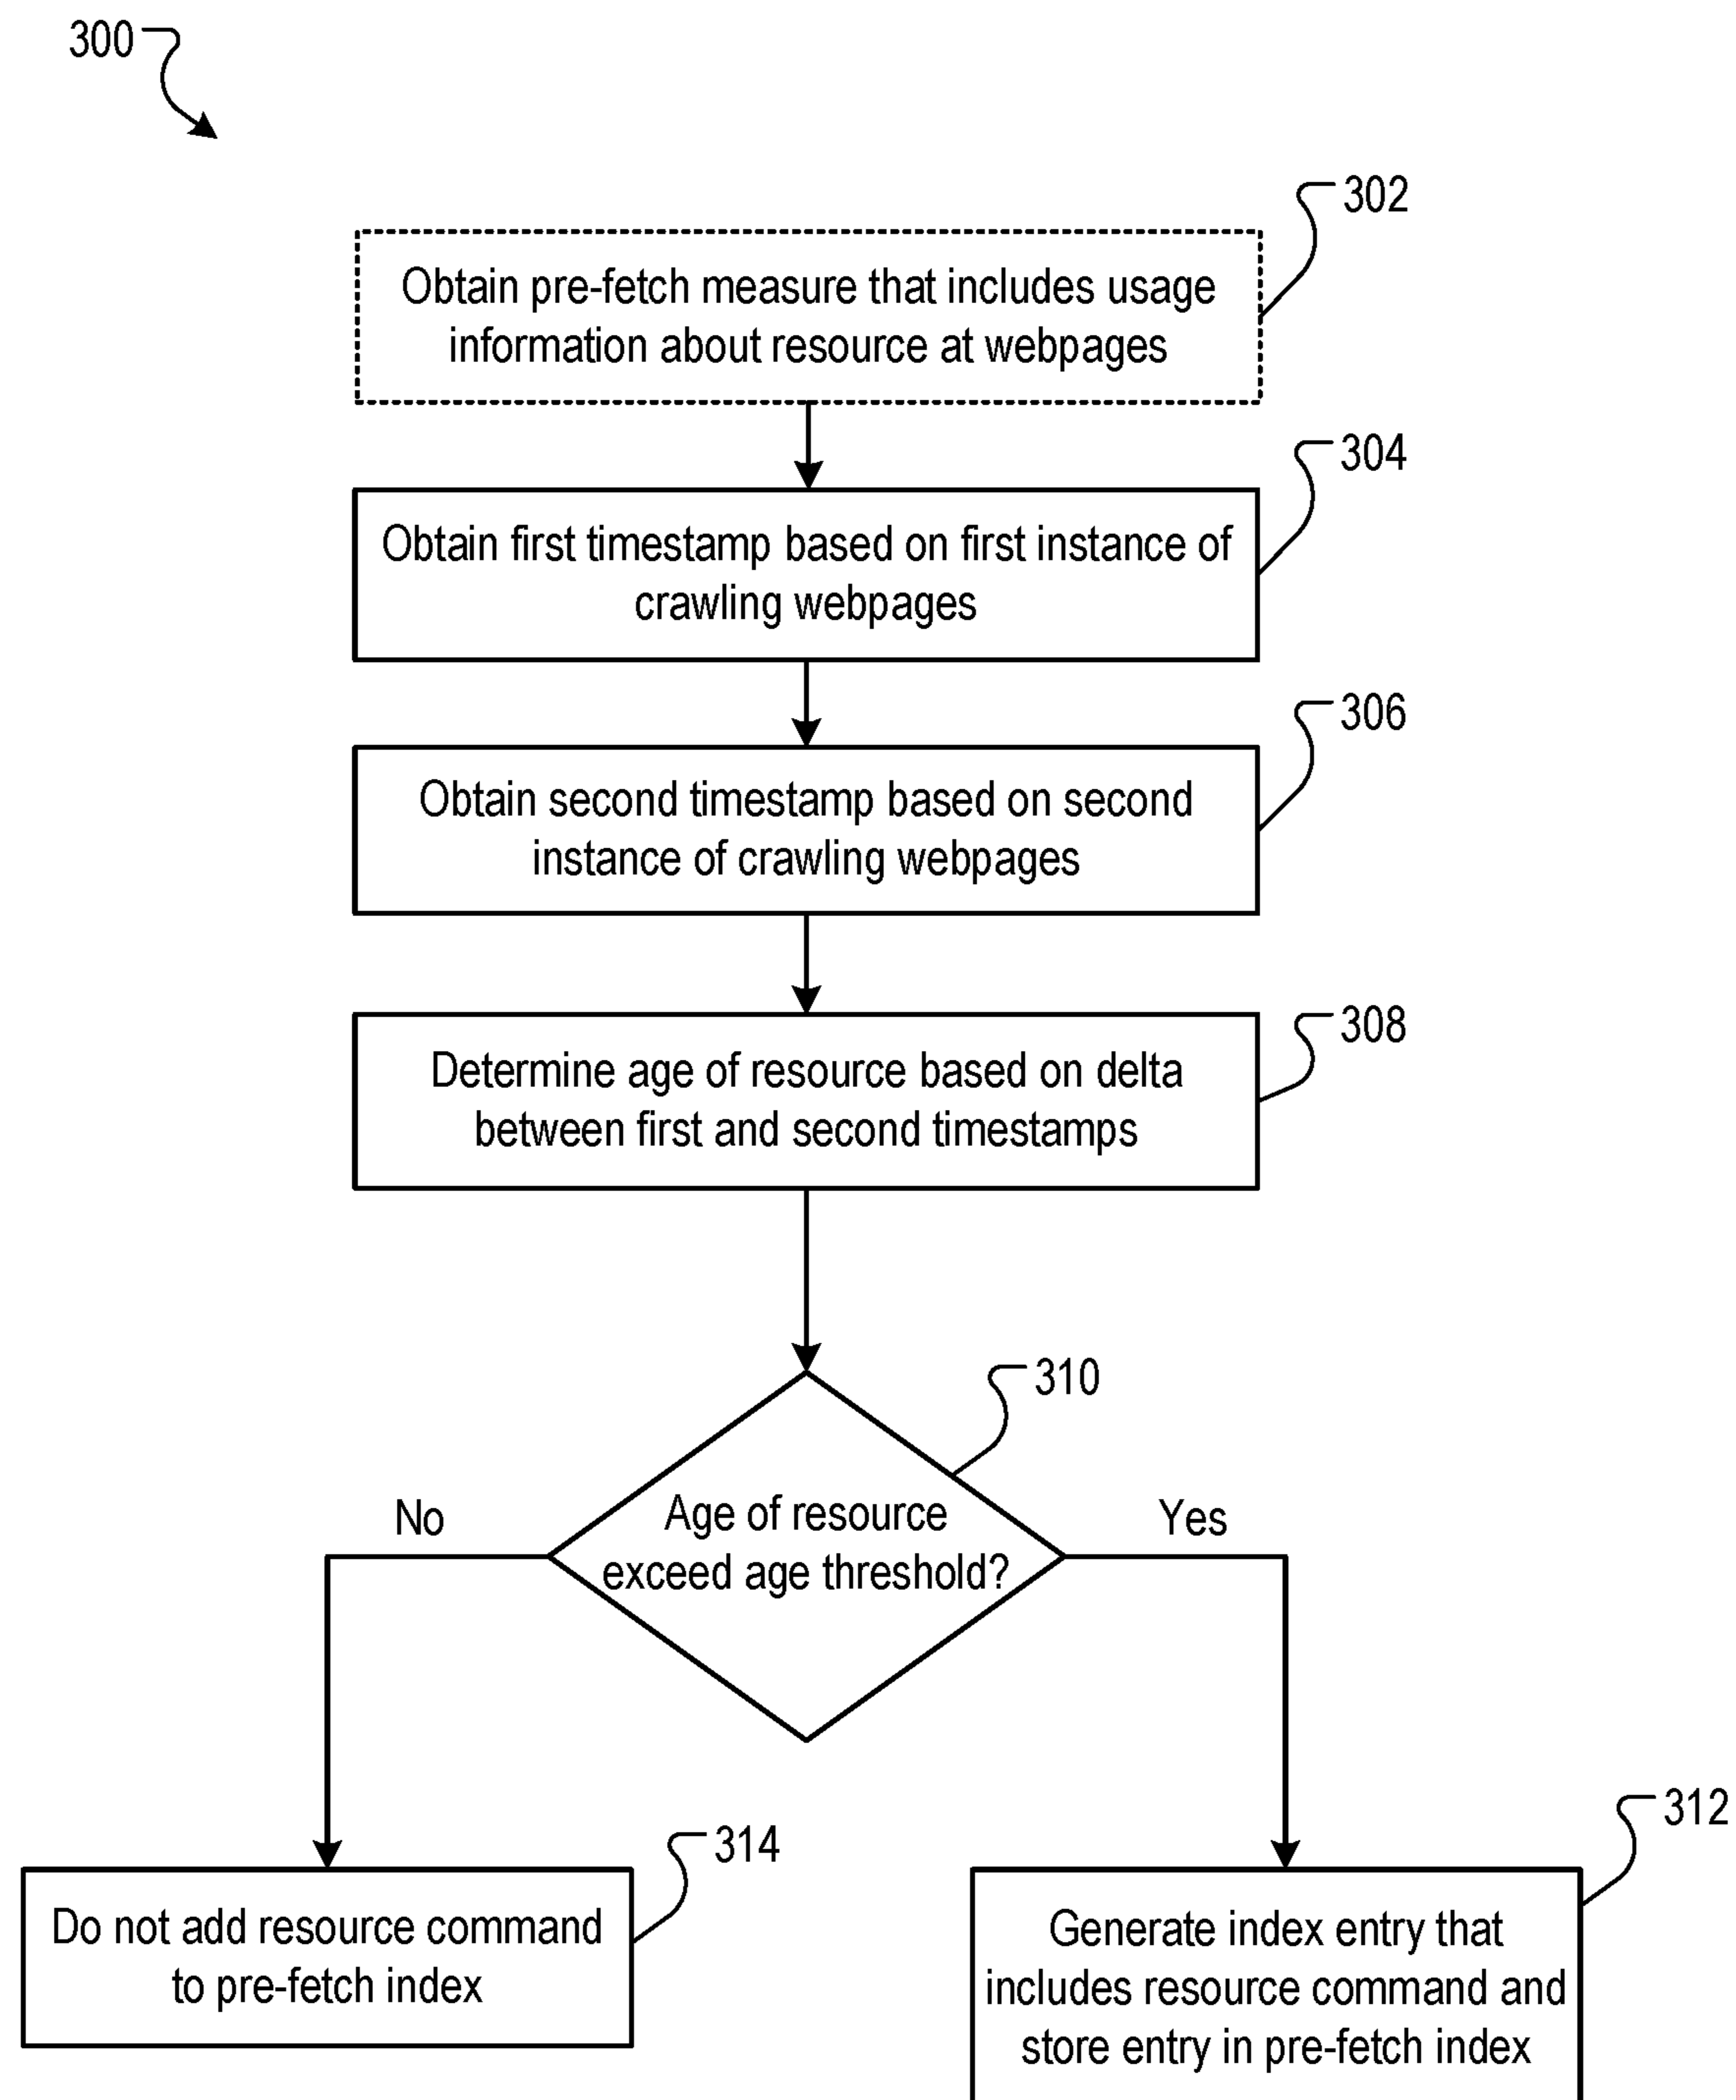 300
302
Obtain pre-fetch measure that includes usage
information about resource at webpages
304
Obtain first timestamp based on first instance of
crawling webpages
306
Obtain second timestamp based on second
instance of crawling webpages
308
Determine age of resource based on delta
between first and second timestamps
310
No
Age of resource
exceed age threshold?
Yes
314
Do not add resource command
to pre-fetch index
312
Generate index entry that
includes resource command and
store entry in pre-fetch index